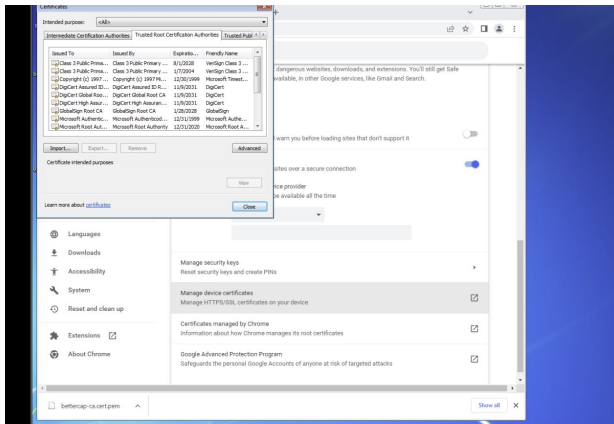 Certificates
Intended purpose: <All>
Intermediate Certification Authorities Trusted Root Certification Authorities Trusted Publ
Issued To Issued By Expiratio... Friendly Name
Class 3 Public Prima... Class 3 Public Primary ... 8/1/2028 VeriSign Class 3 ...
Class 3 Public Prima... Class 3 Public Primary ... 1/7/2004 VeriSign Class 3 ...
Copyright (c) 1997 ... Copyright (c) 1997 Mi... 12/30/1999 Microsoft Timest...
DigiCert Assured ID... DigiCert Assured ID R... 11/9/2031 DigiCert
DigiCert Global Roo... DigiCert Global Root CA 11/9/2031 DigiCert
DigiCert High Assur... DigiCert High Assuran... 11/9/2031 DigiCert
GlobalSign Root CA GlobalSign Root CA 1/28/2028 GlobalSign
Microsoft Authentic... Microsoft Authenticod... 12/31/1999 Microsoft Authe...
Microsoft Root Aut... Microsoft Root Authority 12/31/2020 Microsoft Root A...
Import... Export... Remove Advanced
Certificate intended purposes
View
Learn more about certificates
Close
dangerous websites, downloads, and extensions. You'll still get Safe
available, in other Google services, like Gmail and Search.
warn you before loading sites that don't support it
sites over a secure connection
ice provider
be available all the time
Languages
Downloads
Accessibility
System
Reset and clean up
Extensions
About Chrome
Manage security keys
Reset security keys and create PINs
Manage device certificates
Manage HTTPS/SSL certificates on your device
Certificates managed by Chrome
Information about how Chrome manages its root certificates
Google Advanced Protection Program
Safeguards the personal Google Accounts of anyone at risk of targeted attacks
bettercap-ca.cert.pem
Show all